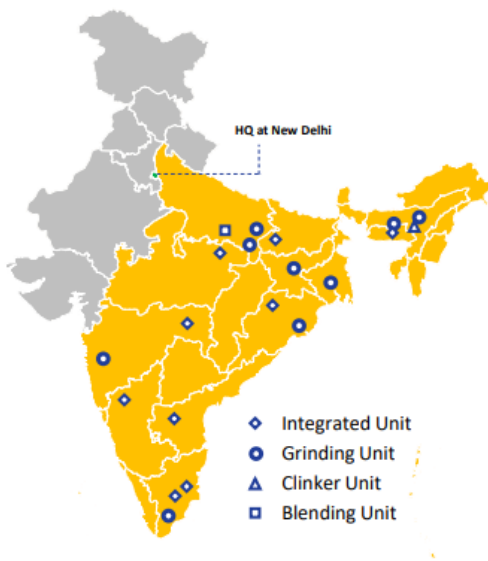 HQ at New Delhi
Integrated Unit
Grinding Unit
Clinker Unit
Blending Unit